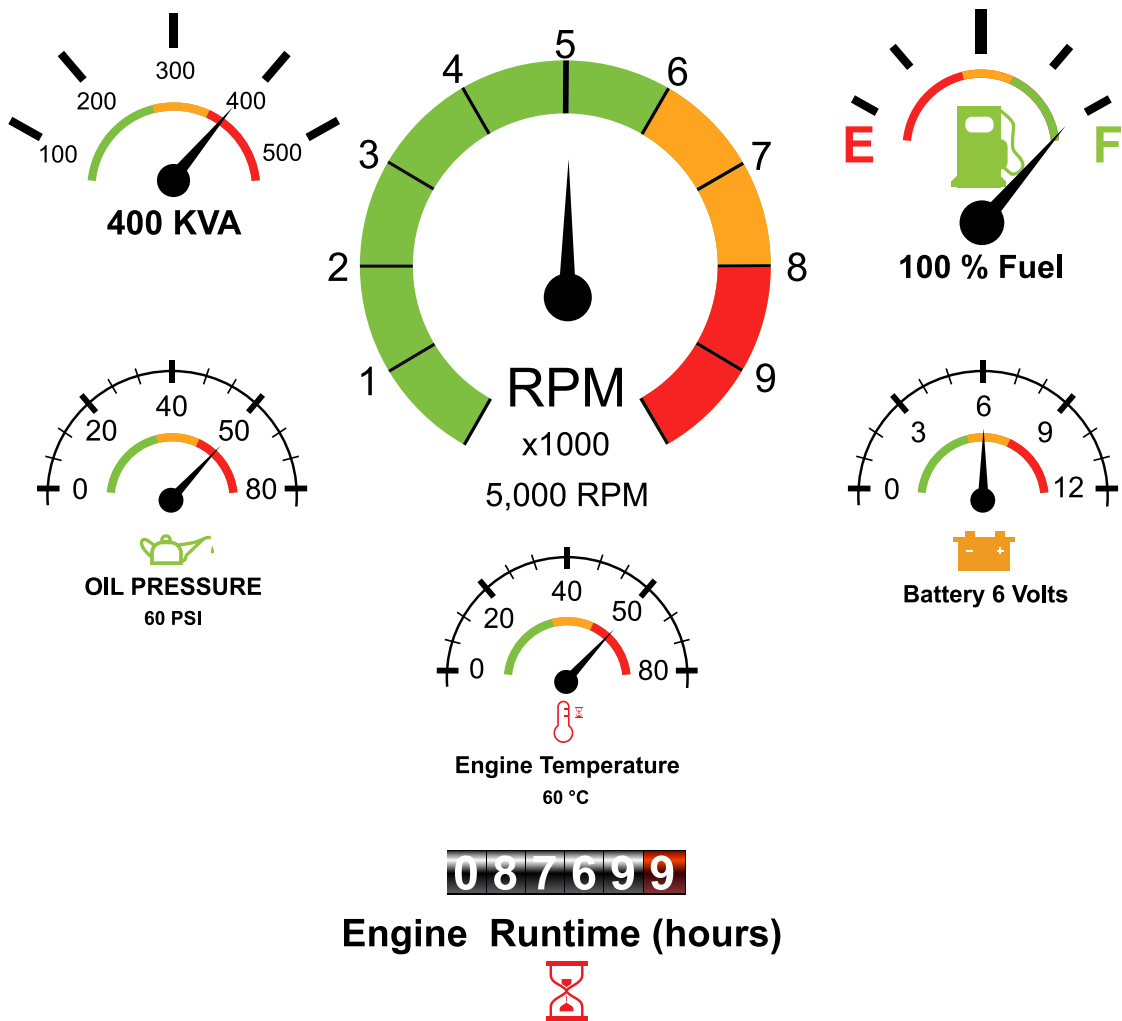 100
200
300
400
500
400 KVA
1
2
3
4
5
6
7
8
9
RPM
x1000
5,000 RPM
E
F
100 % Fuel
0
20
40
50
80
OIL PRESSURE
60 PSI
0
3
6
9
12
- +
Battery 6 Volts
0
20
40
50
80
Engine Temperature
60 °C
087699
Engine Runtime (hours)